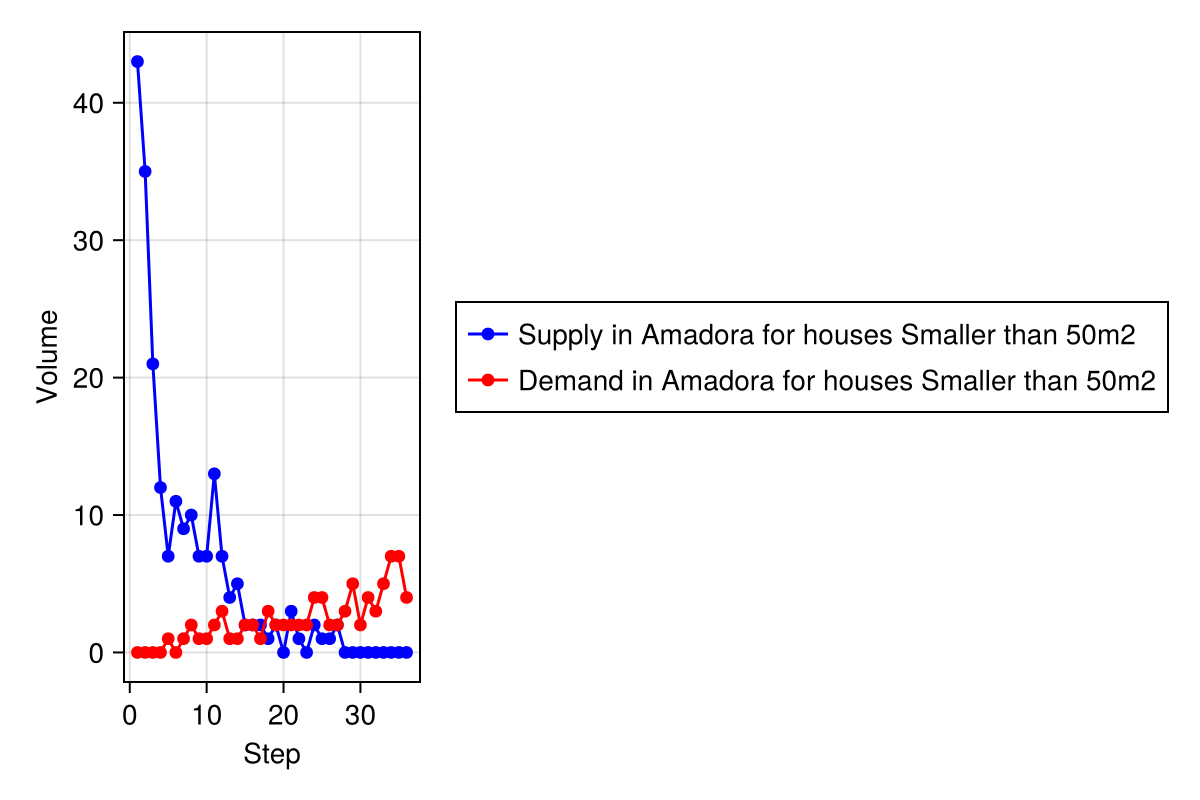 Volume
40
30
20
10
0
0 10 20 30
Step
Supply in Amadora for houses Smaller than 50m2
Demand in Amadora for houses Smaller than 50m2